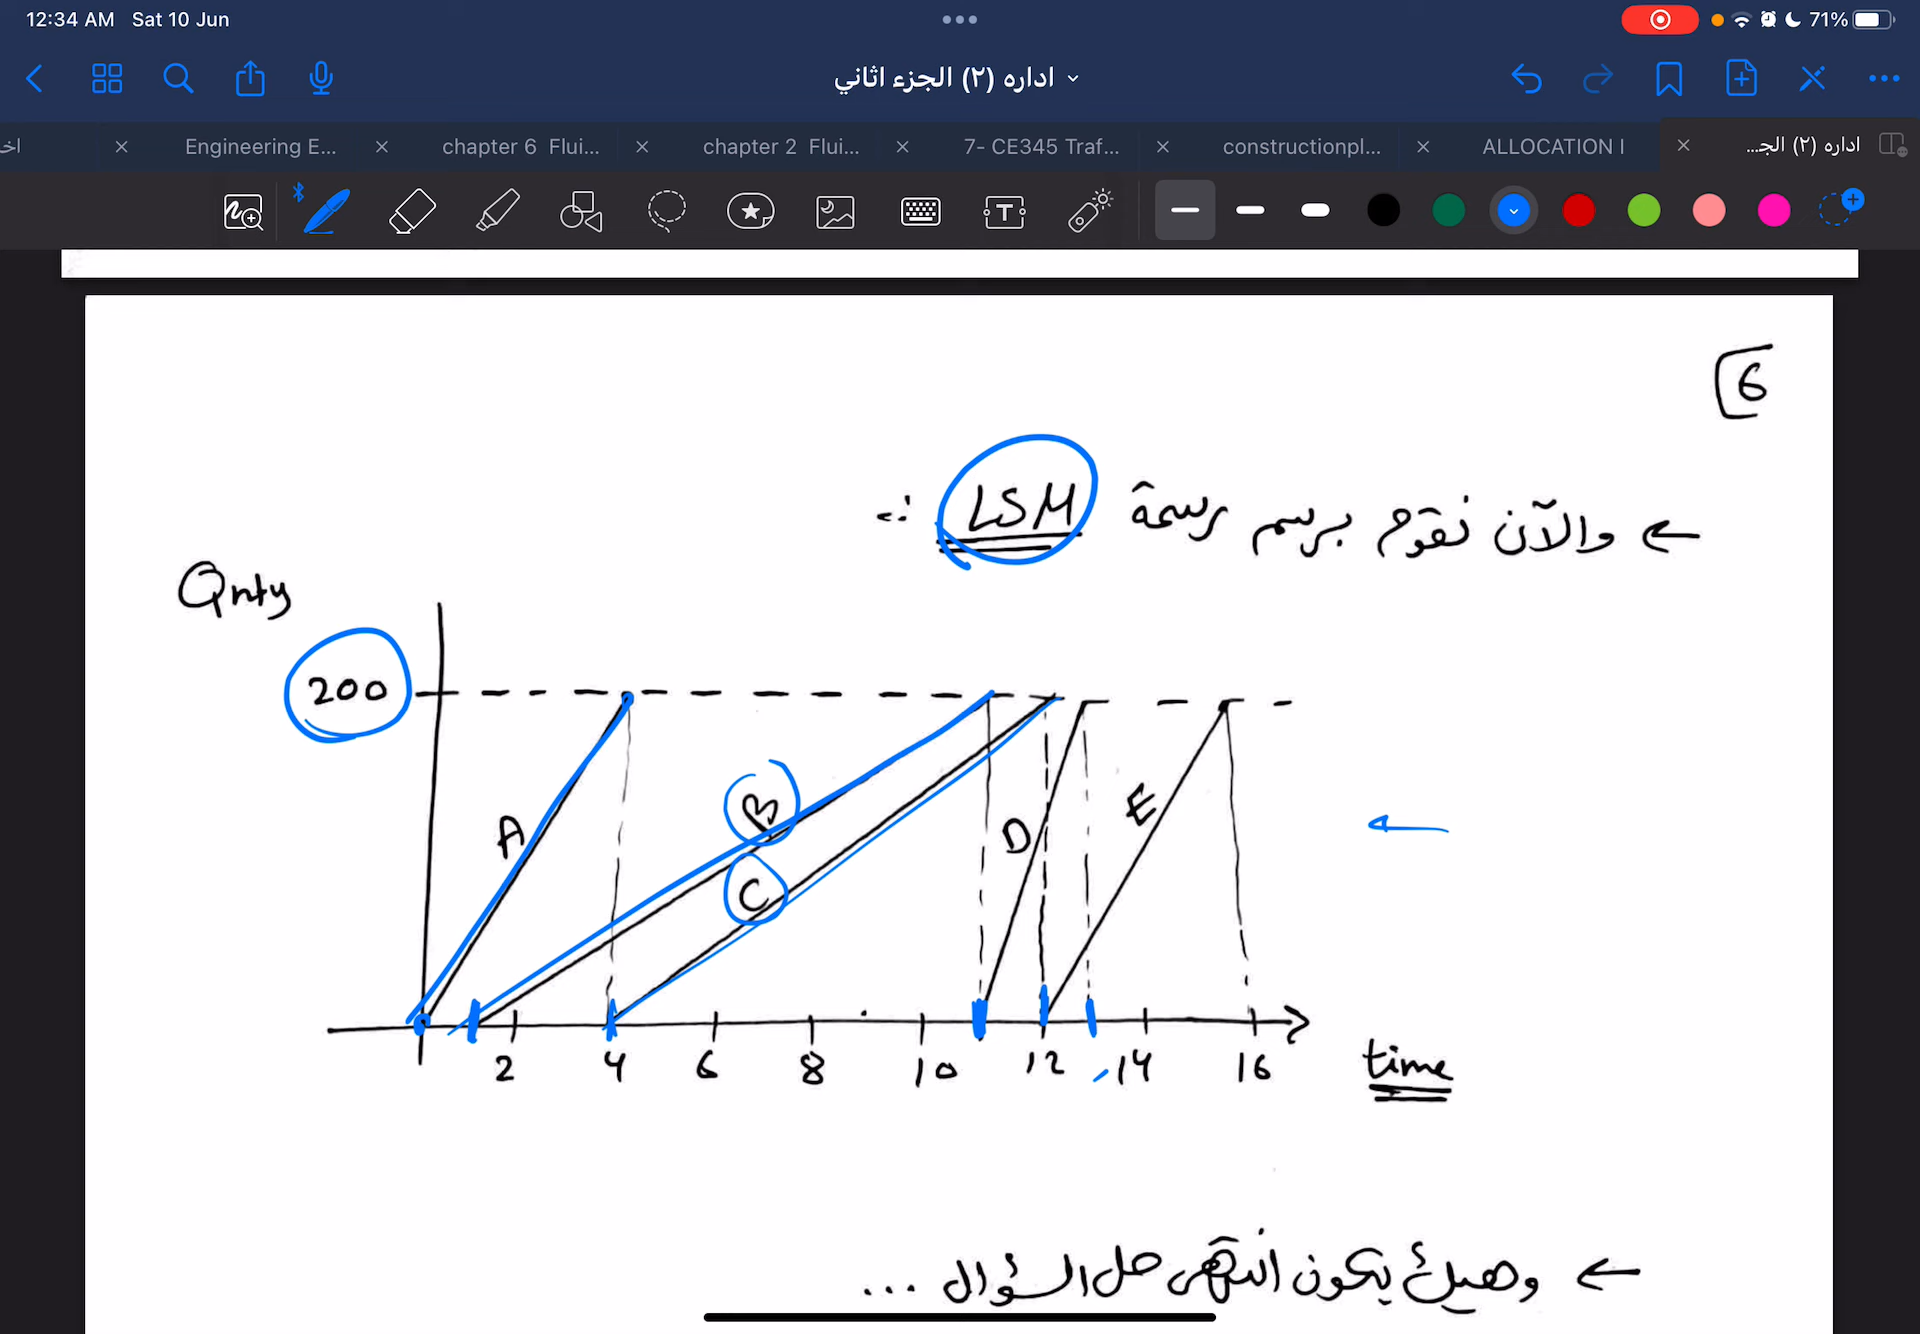 12:34 AM Sat 10 Jun
71%
اداره (٢) الجزء اثاني
Engineering E...
chapter 6 Flui...
chapter 2 Flui...
7- CE345 Traf...
constructionpl...
ALLOCATION I
اداره (٢) الجـ...
6
← والآن نقوم برسم رسمة LSM :-
Qnty
200
A
B
C
D
E
2 4 6 8 10 12 14 16
time
← وهيك يكون انتهى حل السؤال ...